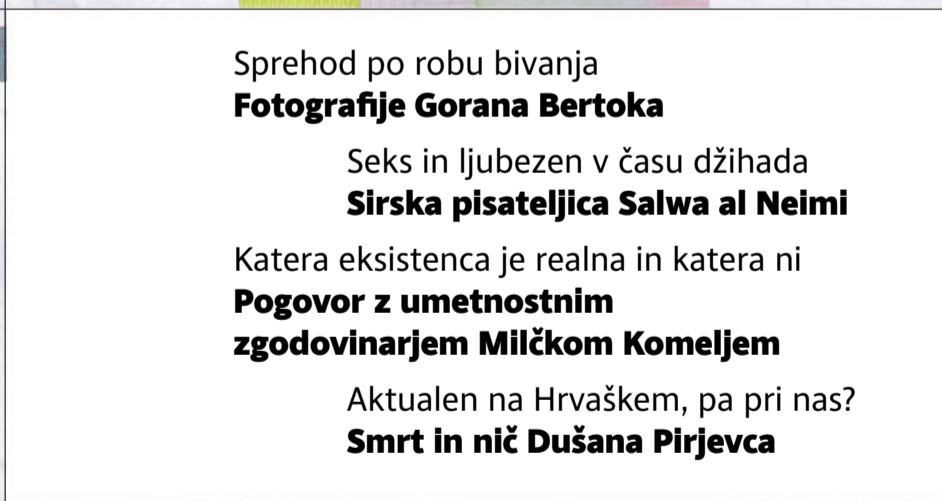 Sprehod po robu bivanja
Fotografije Gorana Bertoka
Seks in ljubezen v času džihada
Sirska pisateljica Salwa al Neimi
Katera eksistenca je realna in katera ni
Pogovor z umetnostnim
zgodovinarjem Milčkom Komeljem
Aktualen na Hrvaškem, pa pri nas?
Smrt in nič Dušana Pirjevca